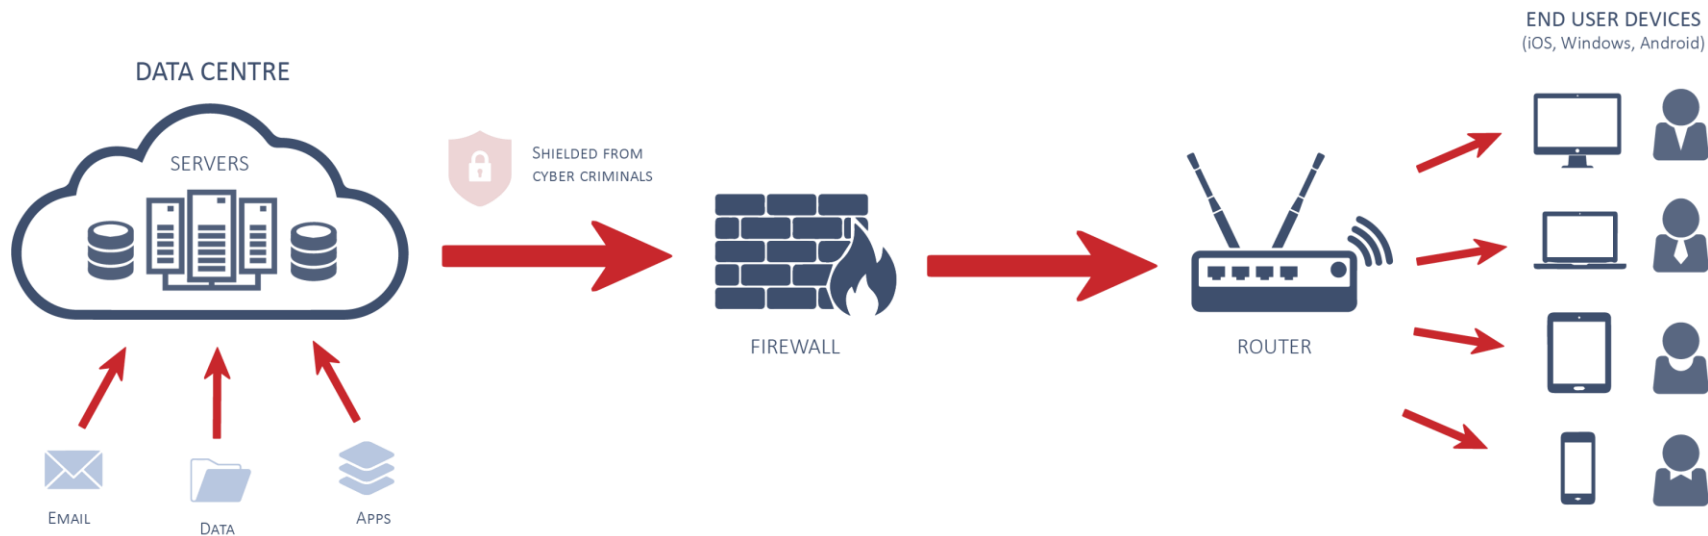 END USER DEVICES
(iOS, Windows, Android)
DATA CENTRE
SERVERS
SHIELDED FROM
CYBER CRIMINALS
FIREWALL
ROUTER
EMAIL
DATA
APPS